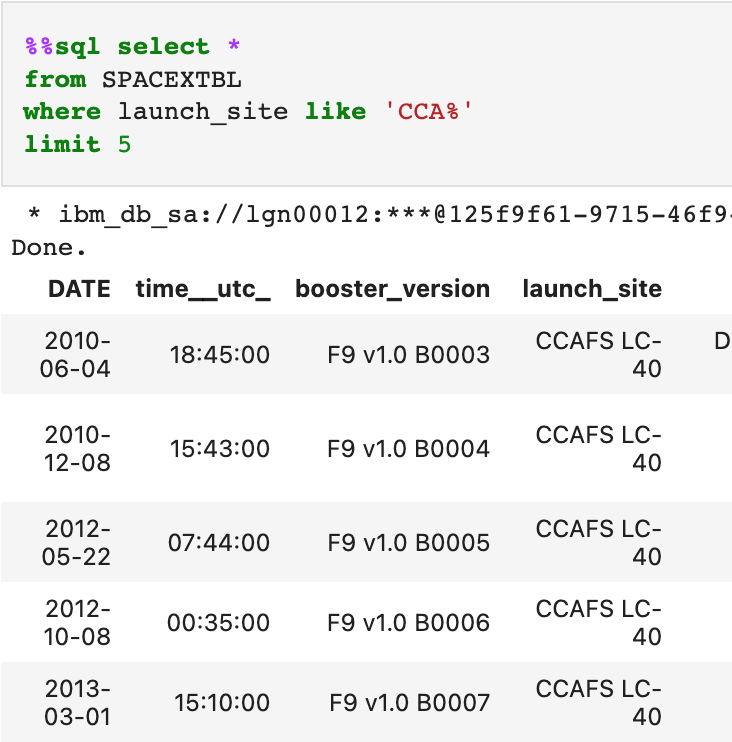 %%sql select *
from SPACEXTBL
where launch_site like 'CCA%'
limit 5
* ibm_db_sa://lgn00012:***@125f9f61-9715-46f9-
Done.
DATE time__utc_ booster_version launch_site
2010-
06-04 18:45:00 F9 v1.0 B0003 CCAFS LC-
40 D
2010-
12-08 15:43:00 F9 v1.0 B0004 CCAFS LC-
40
2012-
05-22 07:44:00 F9 v1.0 B0005 CCAFS LC-
40
2012-
10-08 00:35:00 F9 v1.0 B0006 CCAFS LC-
40
2013-
03-01 15:10:00 F9 v1.0 B0007 CCAFS LC-
40